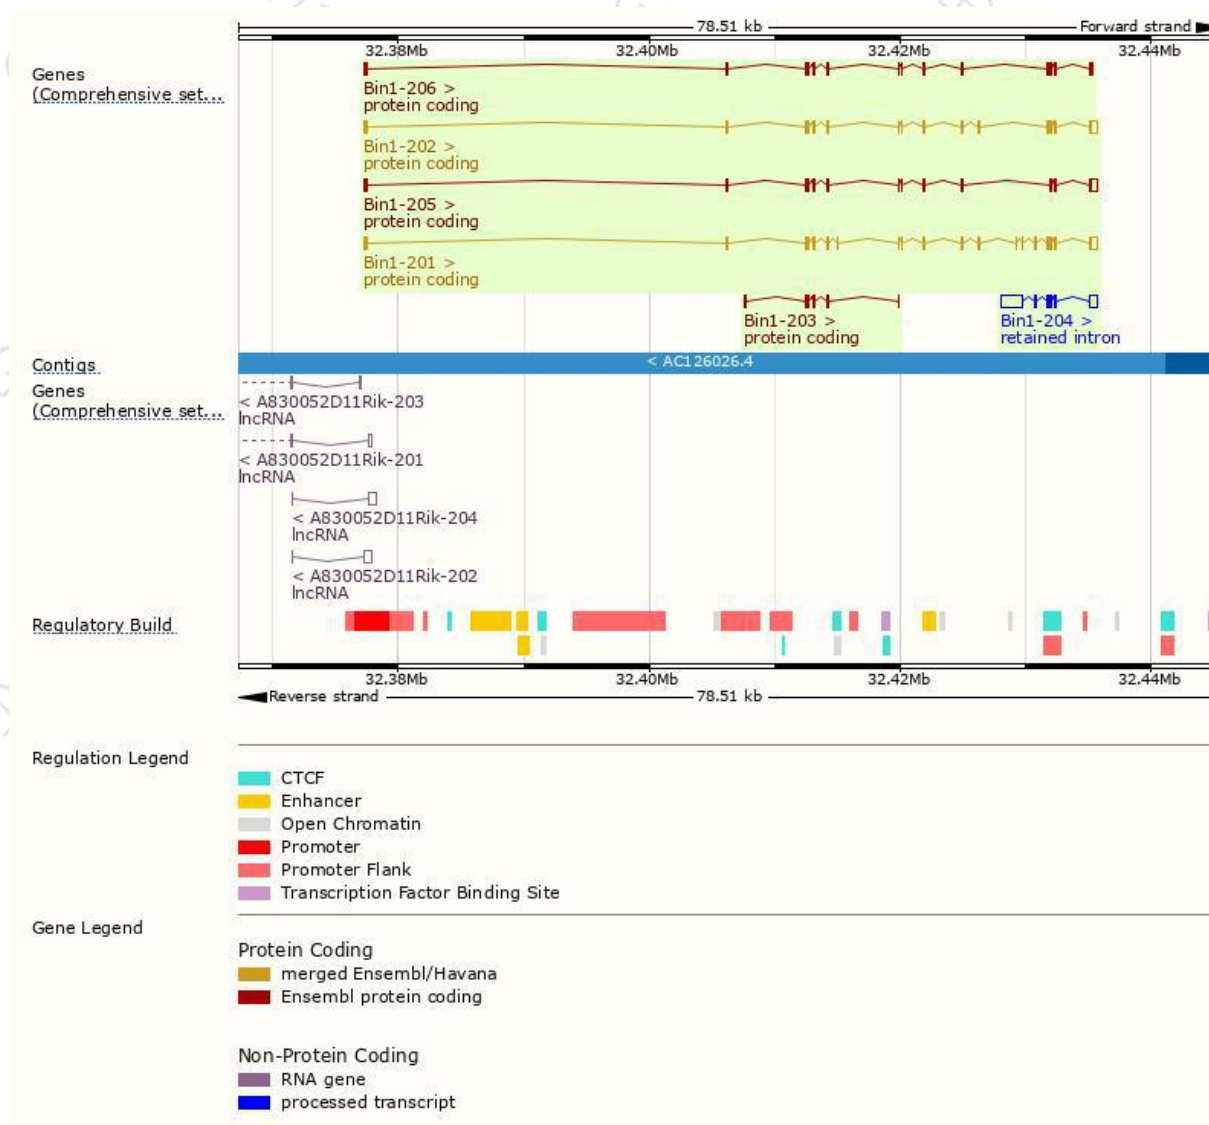 78.51 kb Forward strand
32.38Mb 32.40Mb 32.42Mb 32.44Mb
Genes
(Comprehensive set...
Bin1-206 >
protein coding
Bin1-202 >
protein coding
Bin1-205 >
protein coding
Bin1-201 >
protein coding
Bin1-203 > Bin1-204 >
protein coding retained intron
Contigs < AC126026.4
Genes
(Comprehensive set...
< A830052D11Rik-203
lncRNA
< A830052D11Rik-201
lncRNA
< A830052D11Rik-204
lncRNA
< A830052D11Rik-202
lncRNA
Regulatory Build
32.38Mb 32.40Mb 32.42Mb 32.44Mb
Reverse strand 78.51 kb
Regulation Legend
CTCF
Enhancer
Open Chromatin
Promoter
Promoter Flank
Transcription Factor Binding Site
Gene Legend
Protein Coding
merged Ensembl/Havana
Ensembl protein coding
Non-Protein Coding
RNA gene
processed transcript